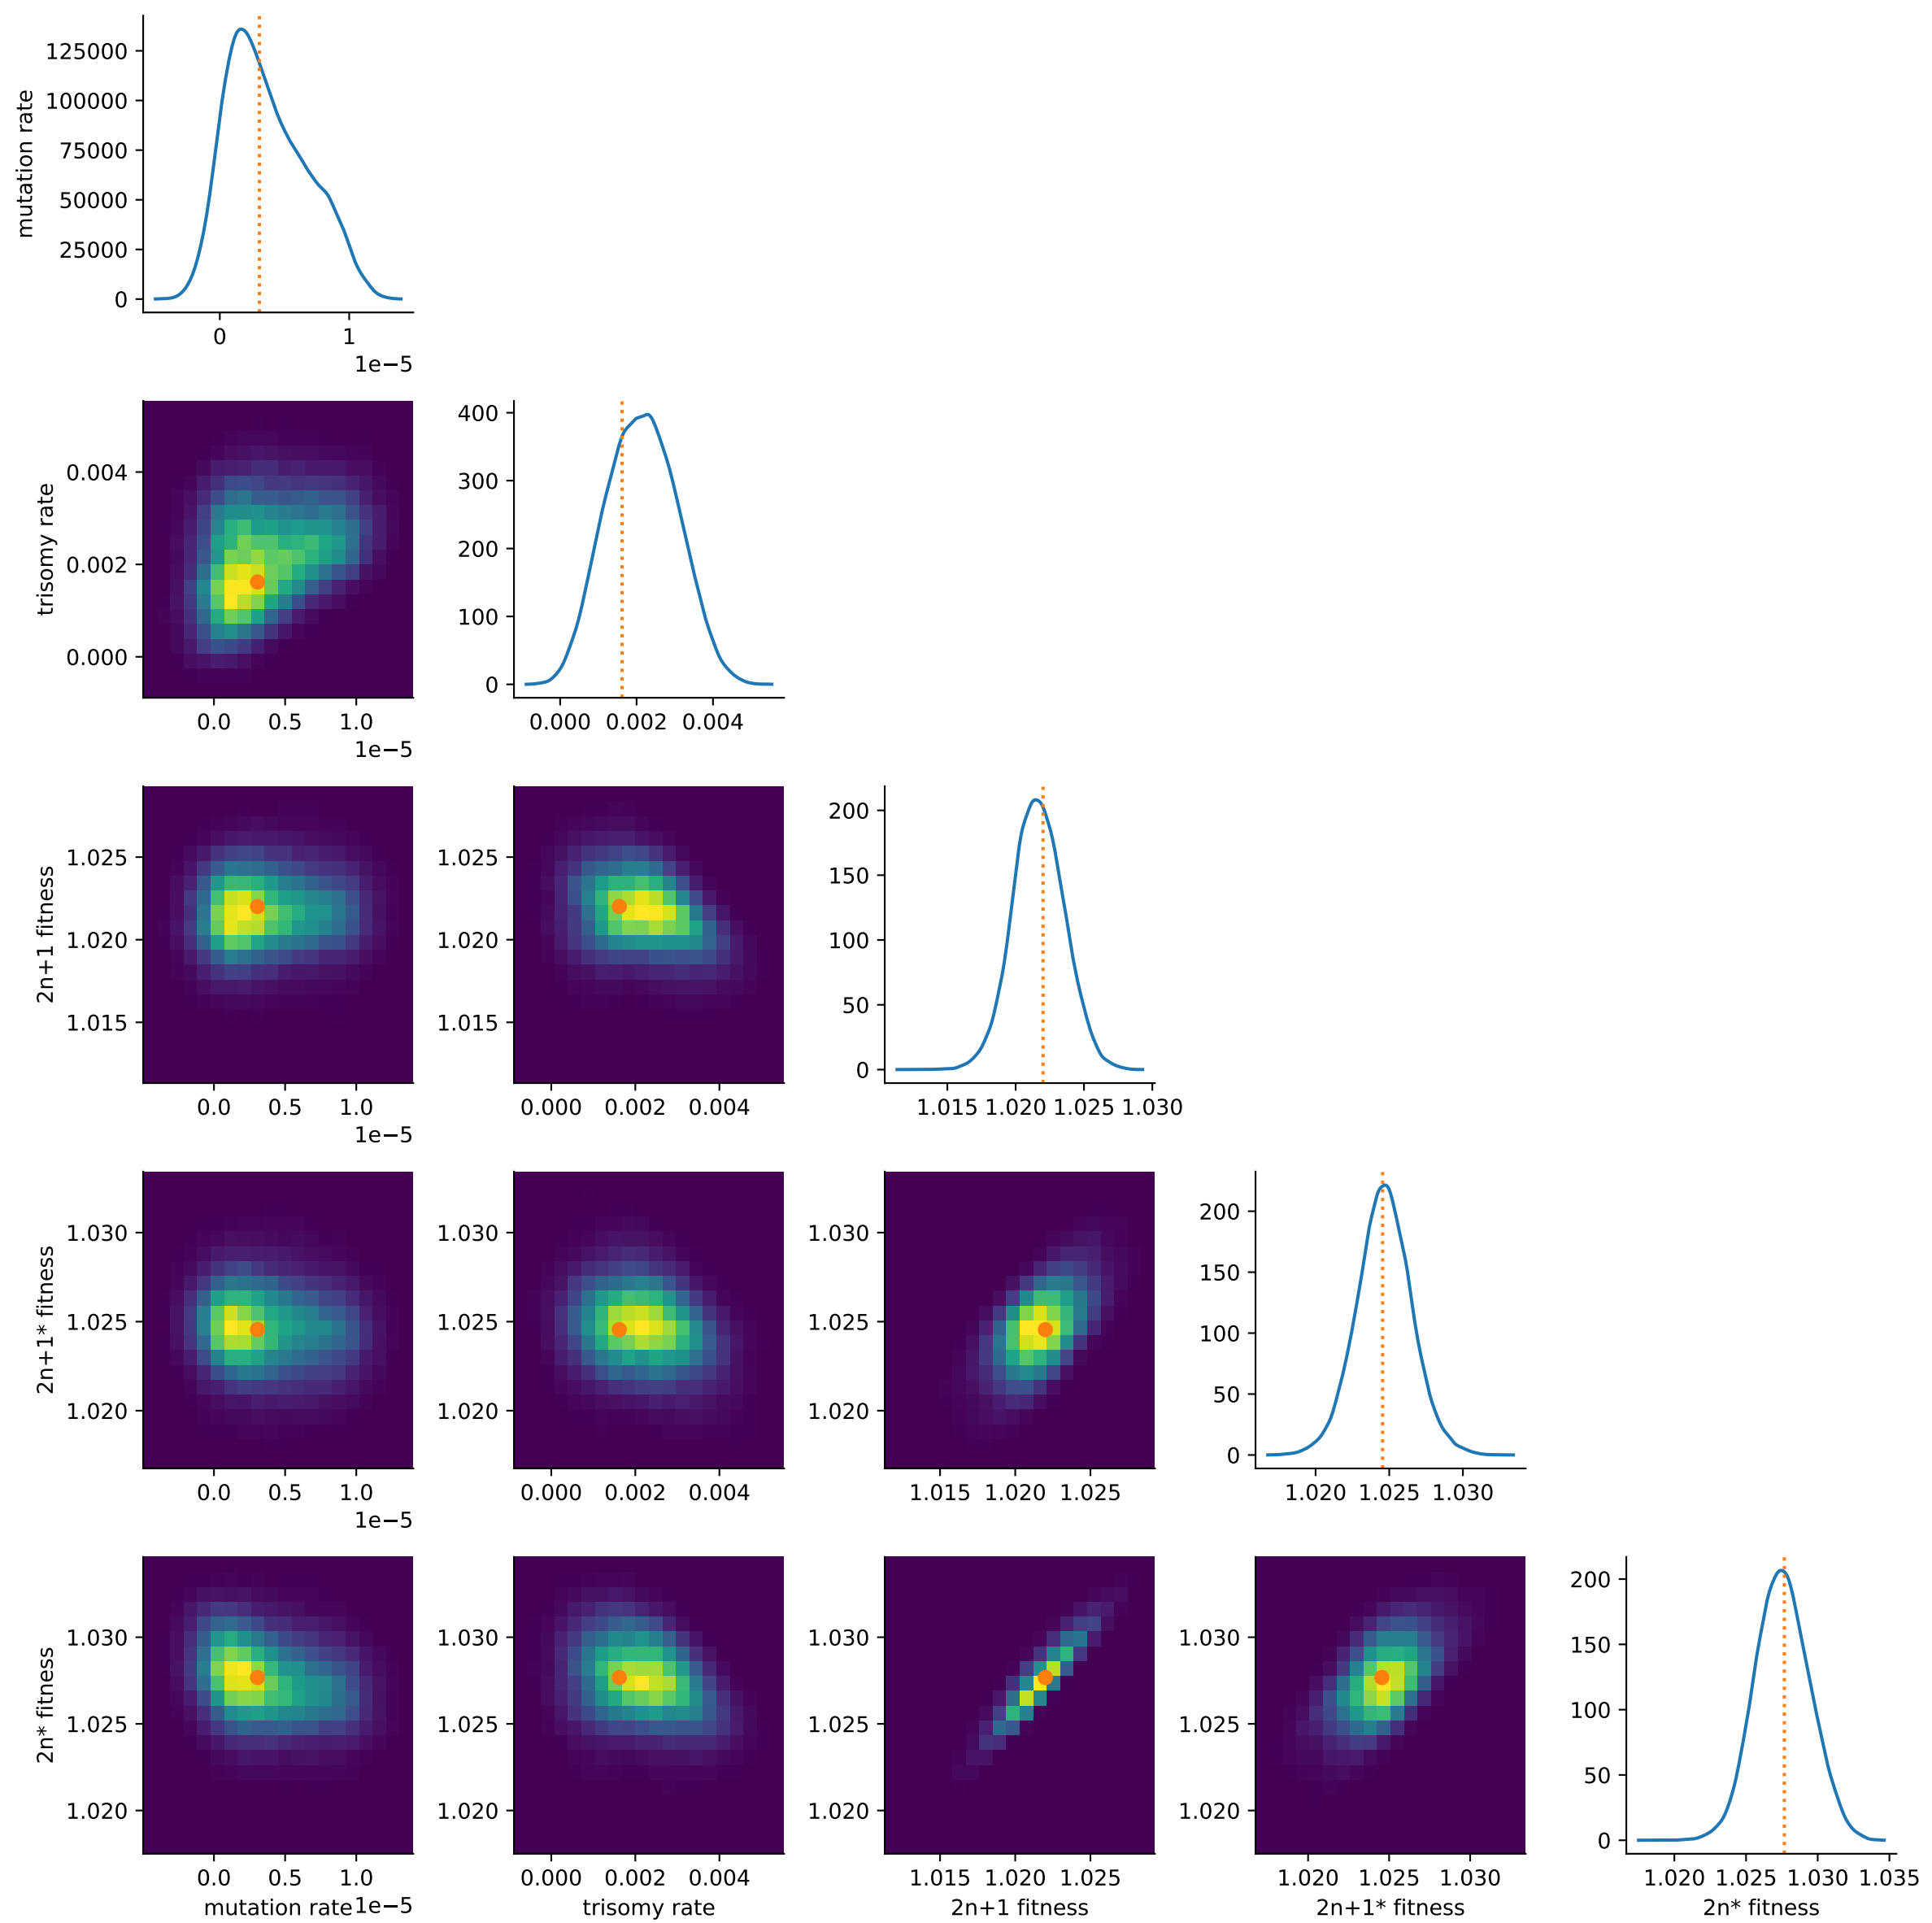 mutation rate
125000
100000
75000
50000
25000
0
0 1
1e−5
trisomy rate
0.004
0.002
0.000
0.0 0.5 1.0
1e−5
400
300
200
100
0
0.000 0.002 0.004
2n+1 fitness
1.025
1.020
1.015
0.0 0.5 1.0
1e−5
1.025
1.020
1.015
0.000 0.002 0.004
200
150
100
50
0
1.015 1.020 1.025 1.030
2n+1* fitness
1.030
1.025
1.020
0.0 0.5 1.0
1e−5
1.030
1.025
1.020
0.000 0.002 0.004
1.030
1.025
1.020
1.015 1.020 1.025
200
150
100
50
0
1.020 1.025 1.030
2n* fitness
1.030
1.025
1.020
0.0 0.5 1.0
mutation rate 1e−5
1.030
1.025
1.020
0.000 0.002 0.004
trisomy rate
1.030
1.025
1.020
1.015 1.020 1.025
2n+1 fitness
1.030
1.025
1.020
1.020 1.025 1.030
2n+1* fitness
200
150
100
50
0
1.020 1.025 1.030 1.035
2n* fitness